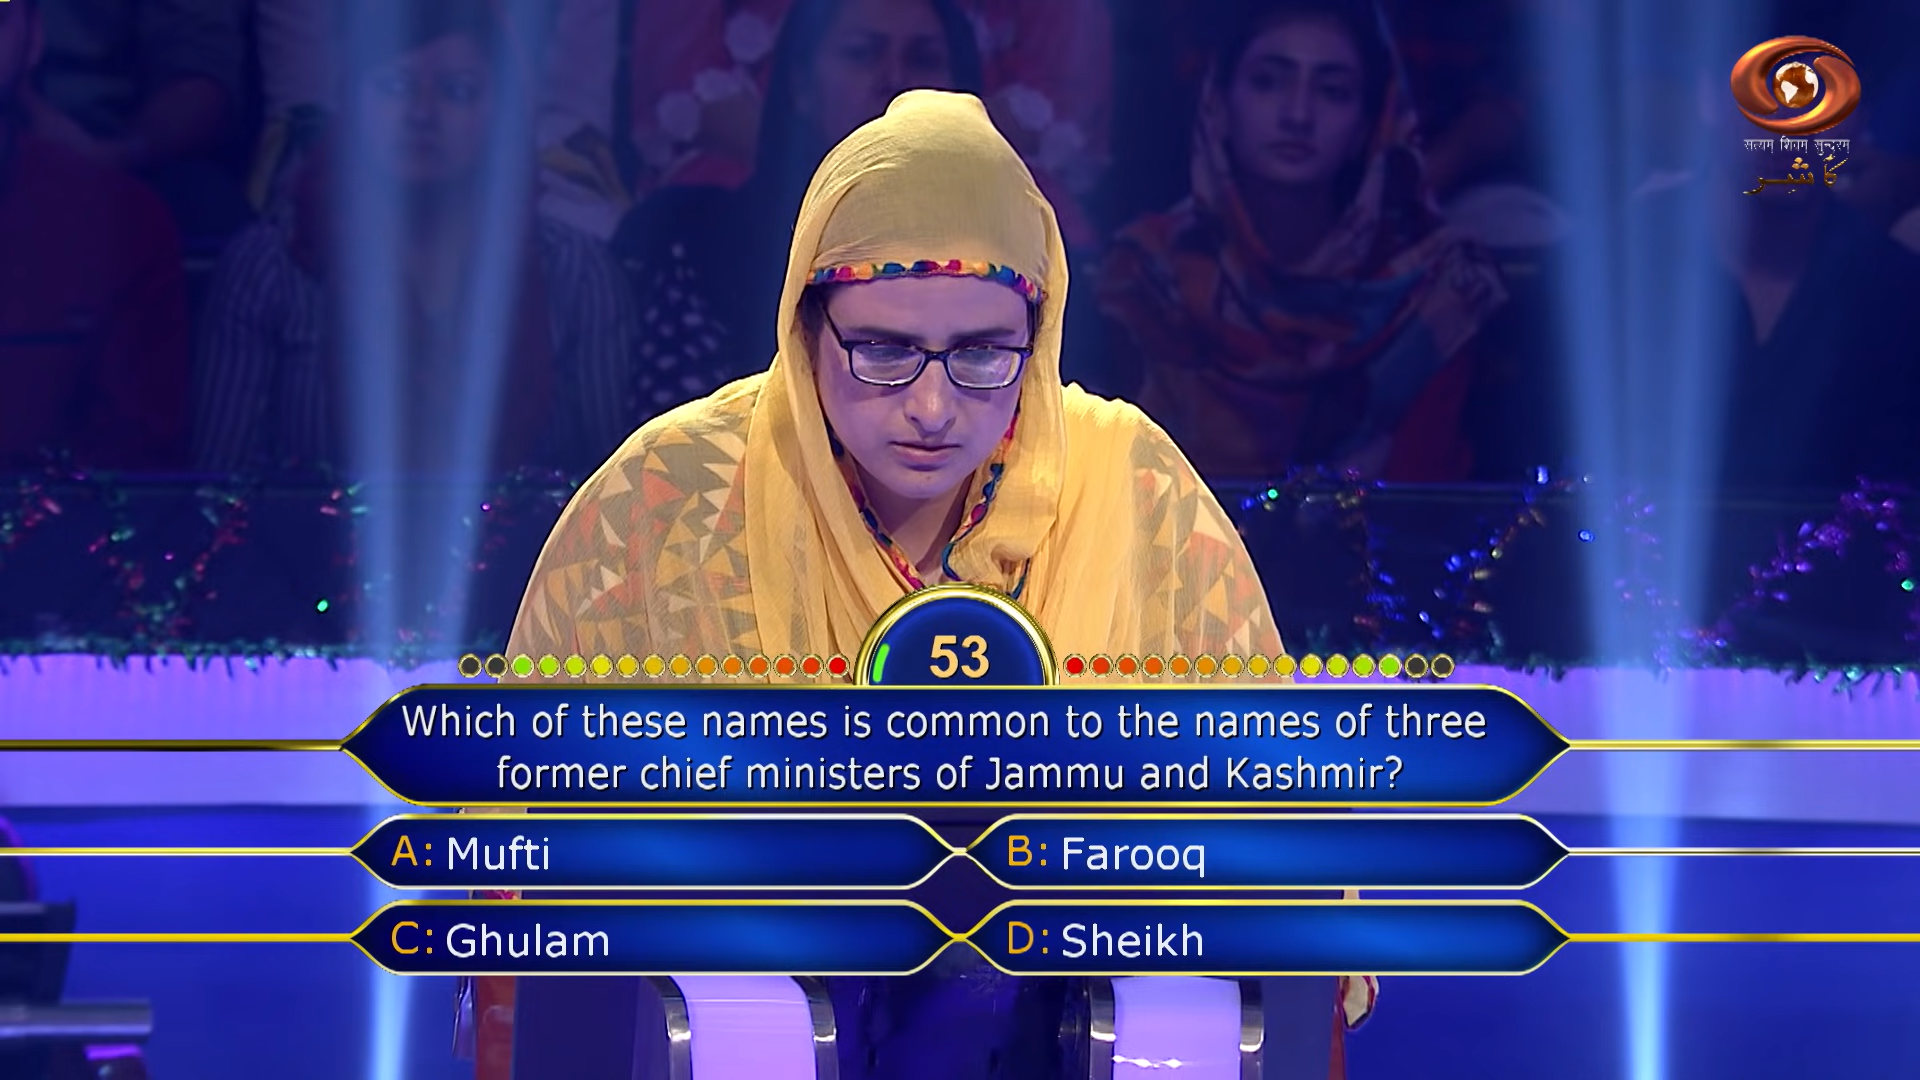 सत्यम् शिवम् सुन्दरम्
کٲشُر
53
Which of these names is common to the names of three
former chief ministers of Jammu and Kashmir?
A: Mufti
B: Farooq
C: Ghulam
D: Sheikh